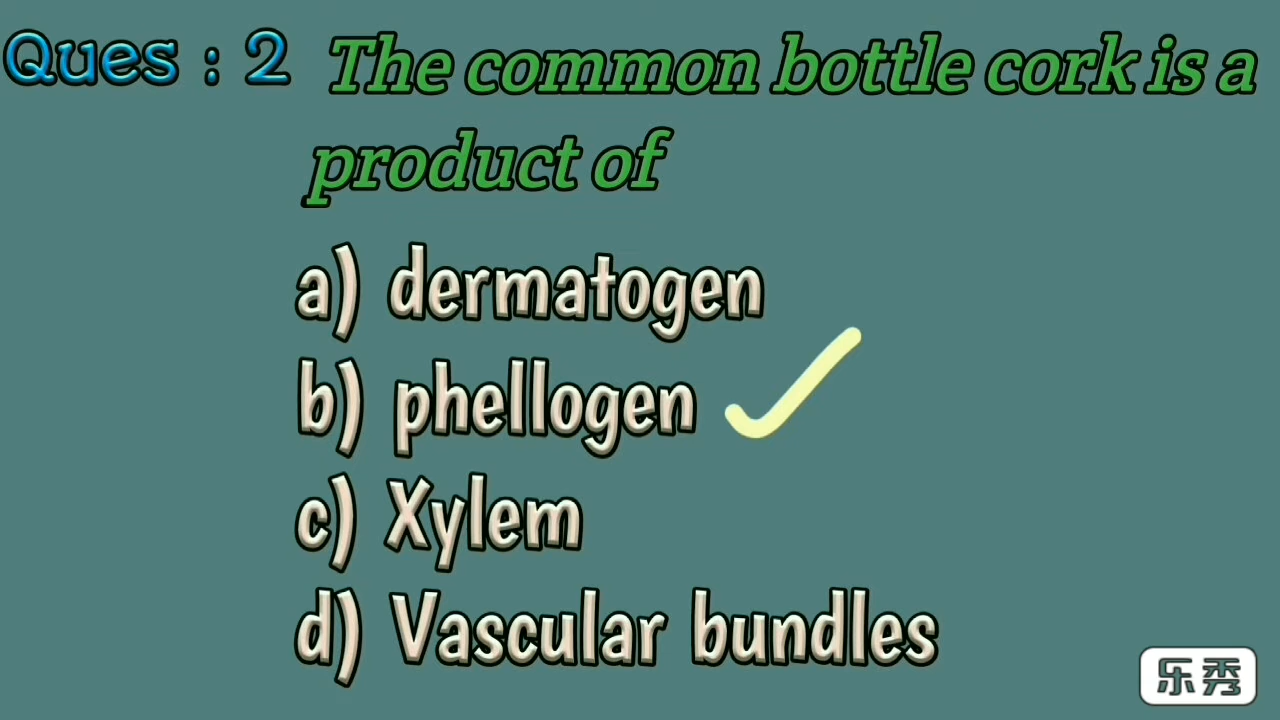 Ques : 2 The common bottle cork is a
product of
a) dermatogen
b) phellogen
c) Xylem
d) Vascular bundles
乐秀